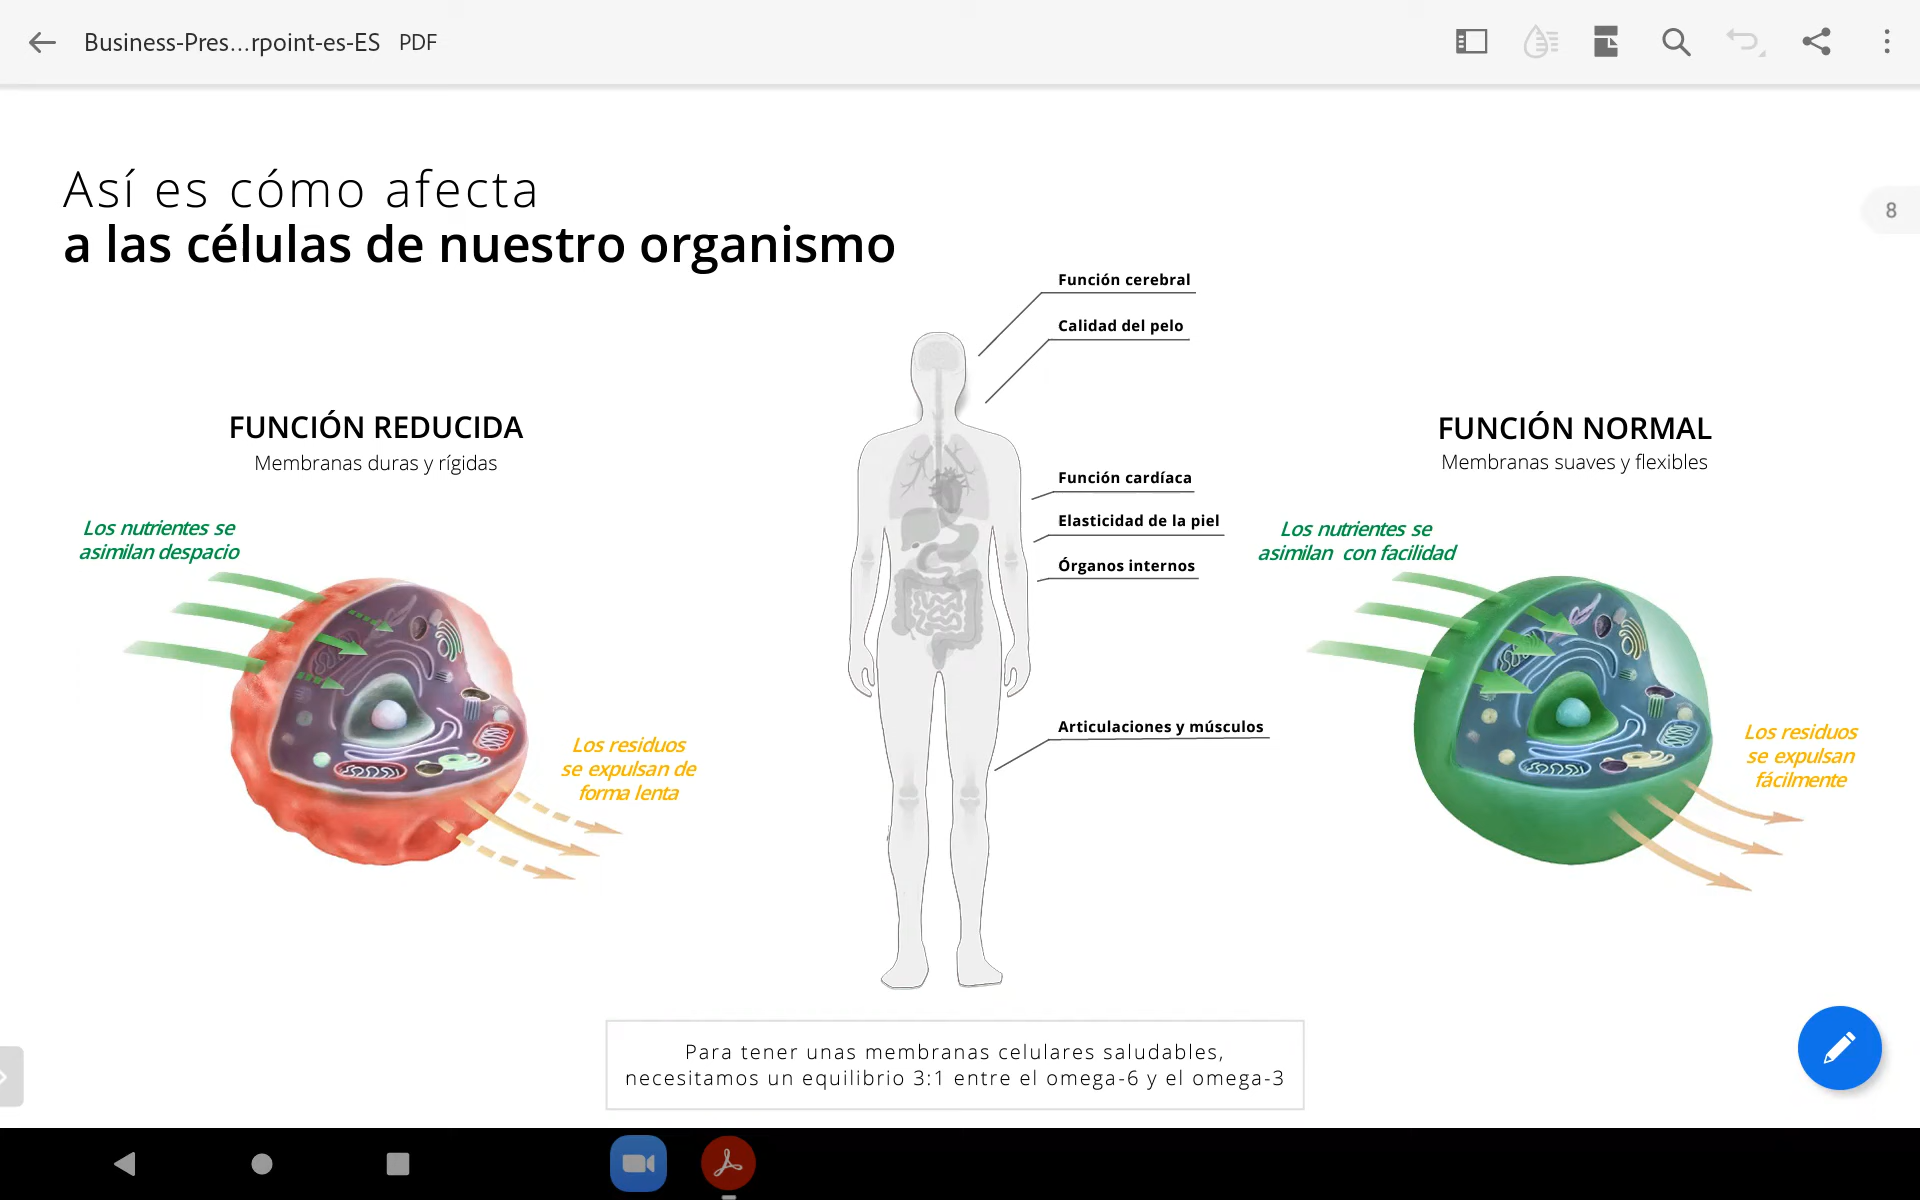 Business-Pres...rpoint-es-ES PDF
Así es cómo afecta
a las células de nuestro organismo
8
Función cerebral
Calidad del pelo
FUNCIÓN REDUCIDA
Membranas duras y rígidas
FUNCIÓN NORMAL
Membranas suaves y flexibles
Función cardíaca
Elasticidad de la piel
Órganos internos
Los nutrientes se
asimilan despacio
Los nutrientes se
asimilan con facilidad
Articulaciones y músculos
Los residuos
se expulsan de
forma lenta
Los residuos
se expulsan
fácilmente
Para tener unas membranas celulares saludables,
necesitamos un equilibrio 3:1 entre el omega-6 y el omega-3